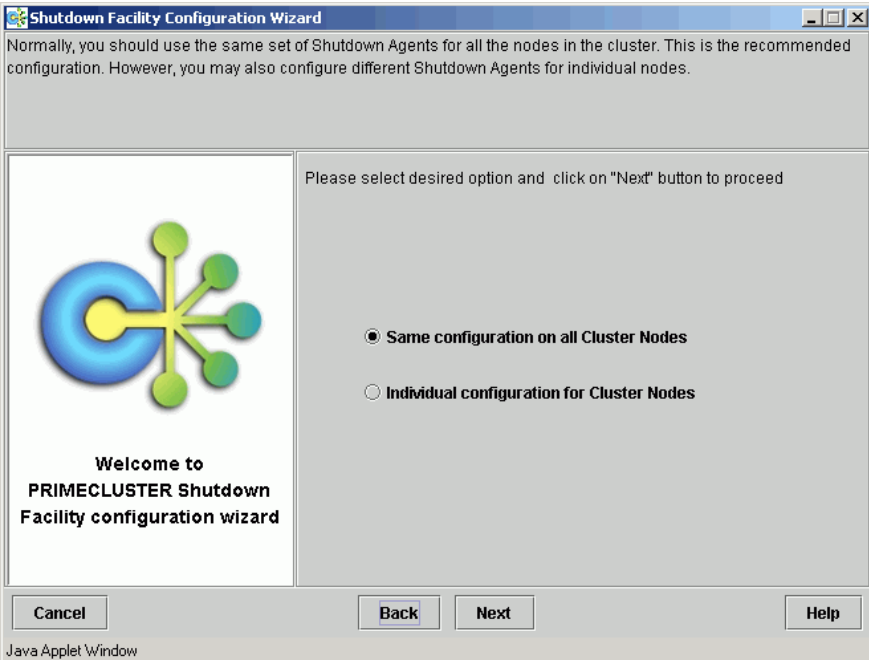 Shutdown Facility Configuration Wizard
Normally, you should use the same set of Shutdown Agents for all the nodes in the cluster. This is the recommended
configuration. However, you may also configure different Shutdown Agents for individual nodes.
Please select desired option and click on "Next" button to proceed
Same configuration on all Cluster Nodes
Individual configuration for Cluster Nodes
Welcome to
PRIMECLUSTER Shutdown
Facility configuration wizard
Cancel
Back
Next
Help
Java Applet Window